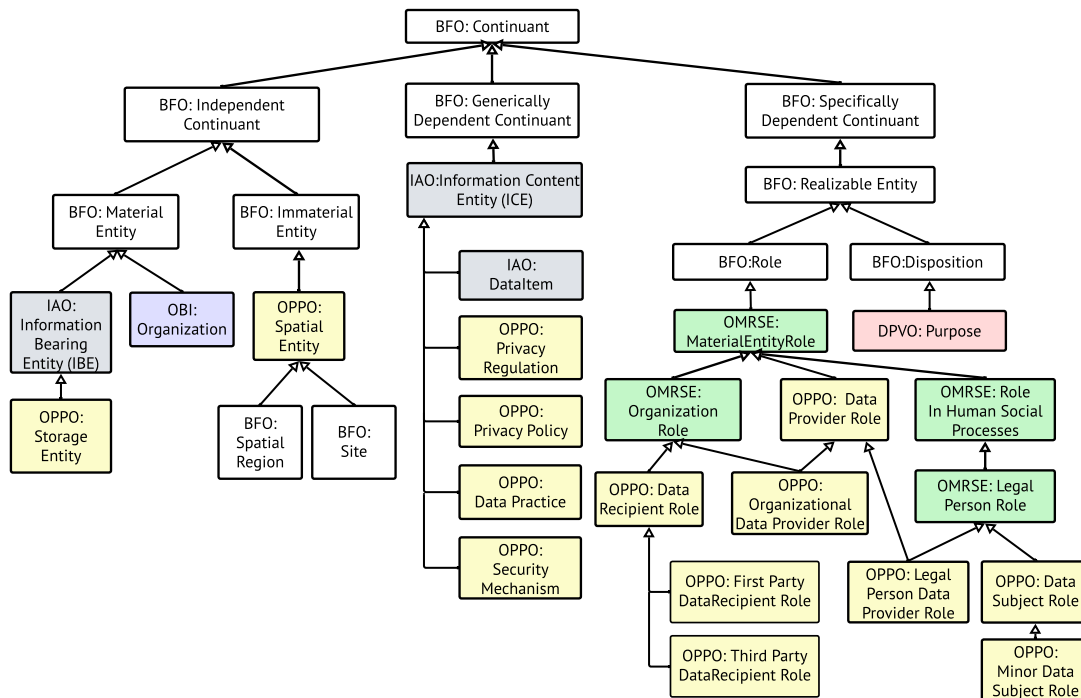 BFO: Continuant
BFO: Independent
Continuant
BFO: Generically
Dependent Continuant
BFO: Specifically
Dependent Continuant
IAO:Information Content
Entity (ICE)
BFO: Realizable Entity
BFO: Material
Entity
BFO: Immaterial
Entity
BFO:Role
BFO:Disposition
IAO:
DataItem
IAO:
Information
Bearing
Entity (IBE)
OBI:
Organization
OPPO:
Spatial
Entity
OPPO:
Privacy
Regulation
OMRSE:
MaterialEntityRole
DPVO: Purpose
OPPO:
Storage
Entity
BFO:
Spatial
Region
BFO:
Site
OPPO:
Privacy Policy
OMRSE:
Organization
Role
OPPO: Data
Provider Role
OMRSE: Role
In Human Social
Processes
OPPO:
Data Practice
OPPO: Data
Recipient Role
OPPO:
Organizational
Data Provider Role
OMRSE: Legal
Person Role
OPPO:
Security
Mechanism
OPPO: First Party
DataRecipient Role
OPPO: Legal
Person Data
Provider Role
OPPO: Data
Subject Role
OPPO: Third Party
DataRecipient Role
OPPO:
Minor Data
Subject Role